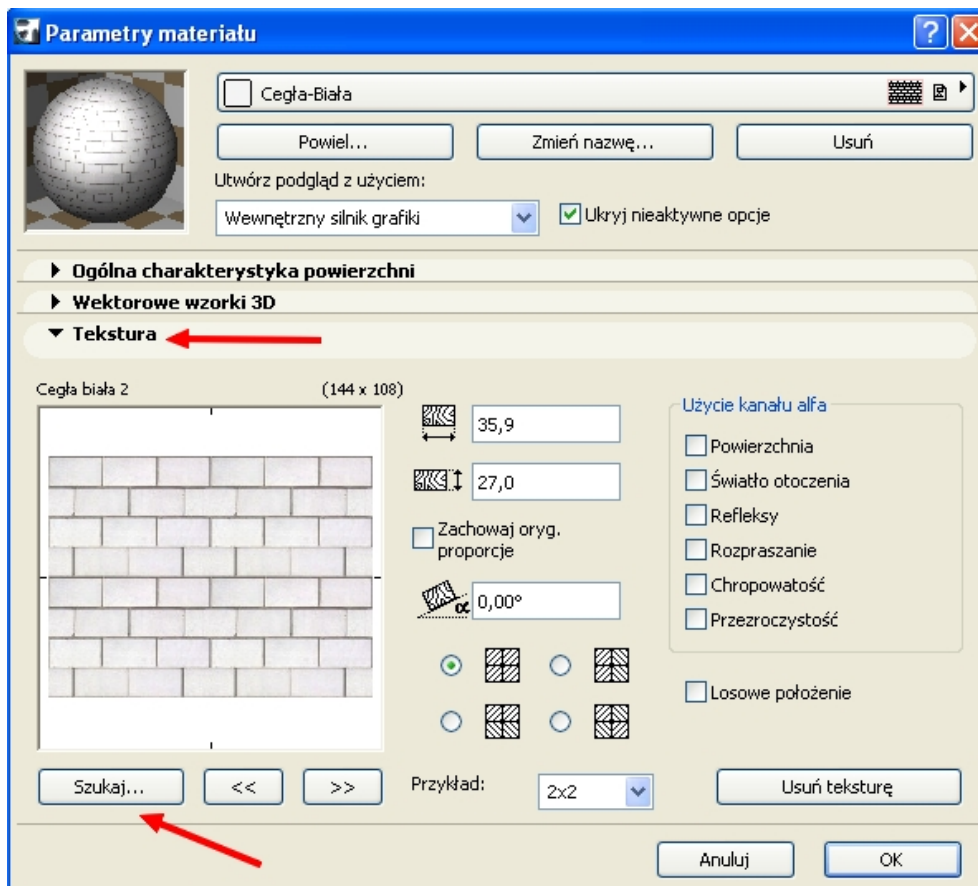 Parametry materiału
Cegła-Biała
Powiel...
Zmień nazwę...
Usuń
Utwórz podgląd z użyciem:
Wewnętrzny silnik grafiki
Ukryj nieaktywne opcje
Ogólna charakterystyka powierzchni
Wektorowe wzorki 3D
Tekstura
Cegła biała 2
(144 x 108)
35,9
27,0
Zachowaj oryg.
proporcje
α
0,00°
Użycie kanału alfa
Powierzchnia
Światło otoczenia
Refleksy
Rozpraszanie
Chropowatość
Przezroczystość
Losowe położenie
Szukaj...
<<
>>
Przykład:
2x2
Usuń teksturę
Anuluj
OK